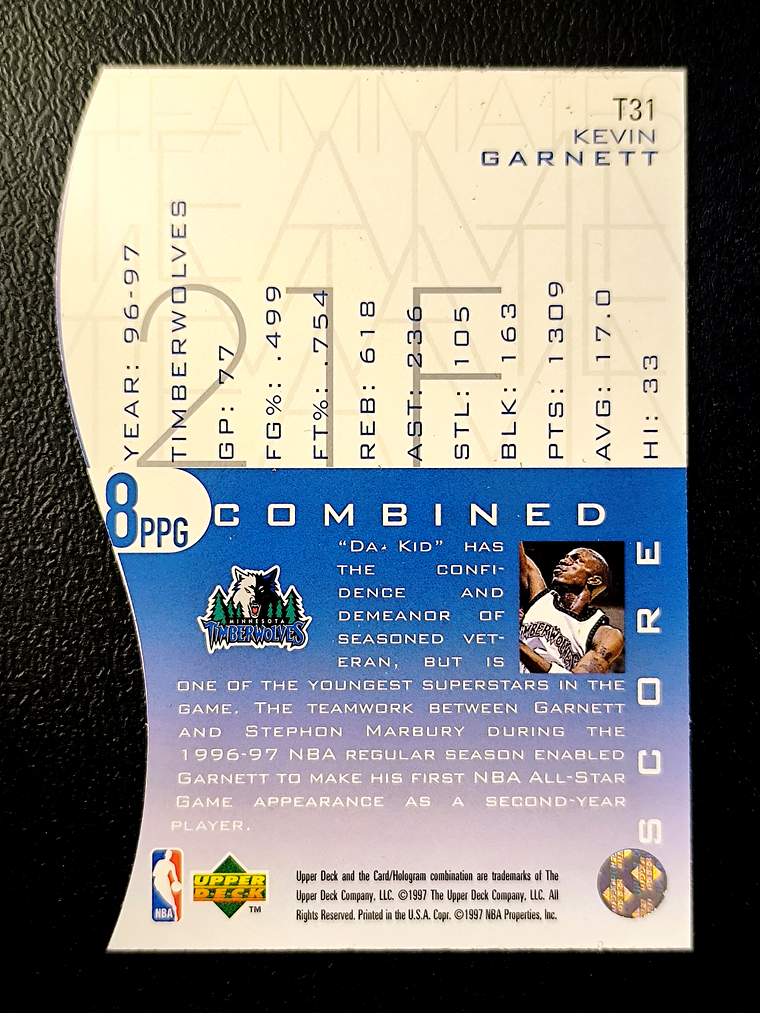 TEAMMATES
T31
KEVIN
GARNETT
21 F
YEAR: 96-97
TIMBERWOLVES
GP: 77
FG%: .499
FT%: .754
REB: 618
AST: 236
STL: 105
BLK: 163
PTS: 1309
AVG: 17.0
HI: 33
8PPG
COMBINED
SCORE
"DA KID" HAS
THE CONFI-
DENCE AND
DEMEANOR OF
SEASONED VET-
ERAN, BUT IS
ONE OF THE YOUNGEST SUPERSTARS IN THE
GAME. THE TEAMWORK BETWEEN GARNETT
AND STEPHON MARBURY DURING THE
1996-97 NBA REGULAR SEASON ENABLED
GARNETT TO MAKE HIS FIRST NBA ALL-STAR
GAME APPEARANCE AS A SECOND-YEAR
PLAYER.
MINNESOTA
TIMBERWOLVES
TIMBERWOLVES
NBA
UPPER
DECK
TM
Upper Deck and the Card/Hologram combination are trademarks of The
Upper Deck Company, LLC. ©1997 The Upper Deck Company, LLC. All
Rights Reserved. Printed in the U.S.A. Copr. ©1997 NBA Properties, Inc.